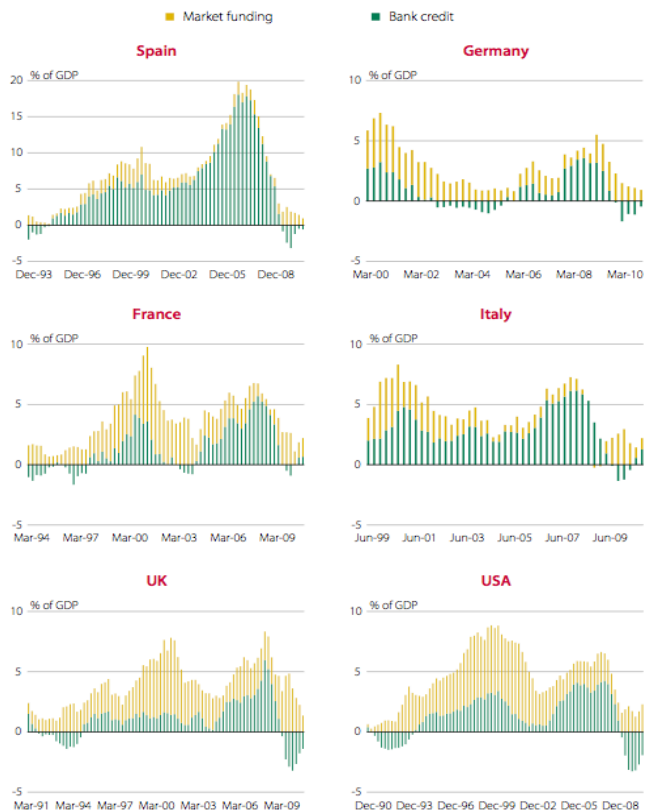 Market funding Bank credit
Spain
% of GDP
20
15
10
5
0
-5
Dec-93 Dec-96 Dec-99 Dec-02 Dec-05 Dec-08
Germany
% of GDP
10
5
0
-5
Mar-00 Mar-02 Mar-04 Mar-06 Mar-08 Mar-10
France
% of GDP
10
5
0
-5
Mar-94 Mar-97 Mar-00 Mar-03 Mar-06 Mar-09
Italy
% of GDP
10
5
0
-5
Jun-99 Jun-01 Jun-03 Jun-05 Jun-07 Jun-09
UK
% of GDP
10
5
0
-5
Mar-91 Mar-94 Mar-97 Mar-00 Mar-03 Mar-06 Mar-09
USA
% of GDP
10
5
0
-5
Dec-90 Dec-93 Dec-96 Dec-99 Dec-02 Dec-05 Dec-08